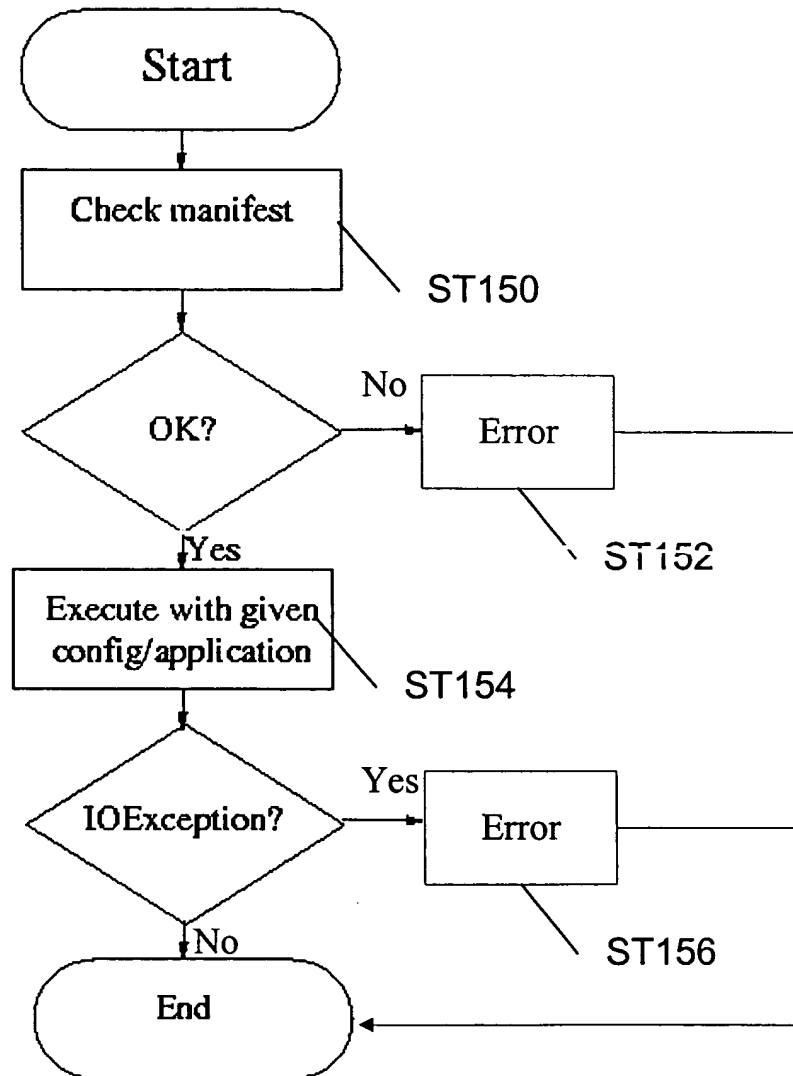 Start
Check manifest
ST150
OK?
No
Error
ST152
Yes
Execute with given
config/application
ST154
IOException?
Yes
Error
ST156
No
End